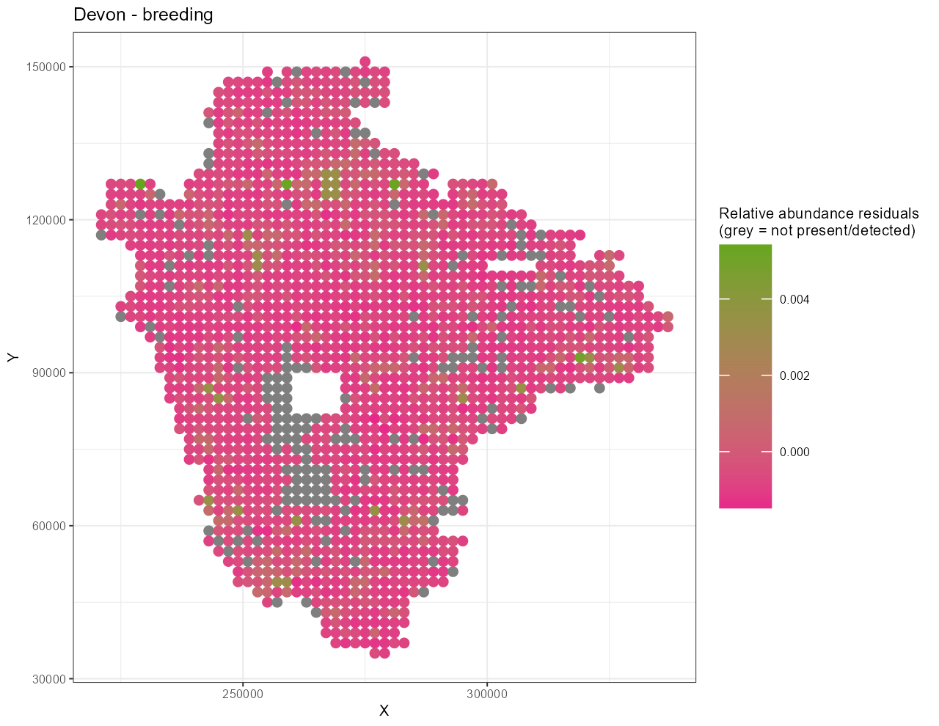 Devon - breeding
150000
120000
90000
60000
30000
Y
250000
300000
X
Relative abundance residuals
(grey = not present/detected)
0.004
0.002
0.000